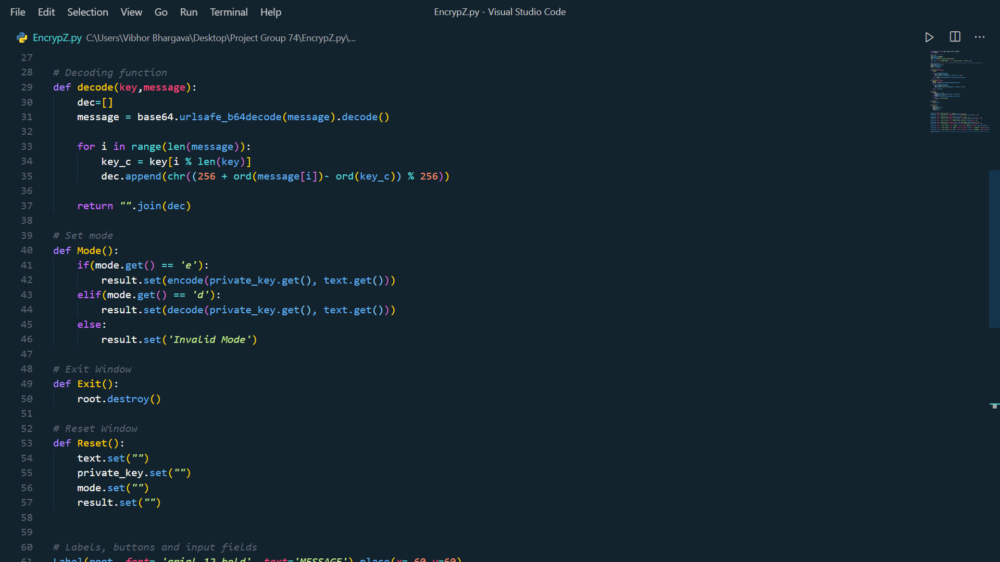 File Edit Selection View Go Run Terminal Help EncrypZ.py - Visual Studio Code
EncrypZ.py C:\Users\Vibhor Bhargava\Desktop\Project Group 74\EncrypZ.py\...
27
28 # Decoding function
29 def decode(key,message):
30     dec=[]
31     message = base64.urlsafe_b64decode(message).decode()
32
33     for i in range(len(message)):
34         key_c = key[i % len(key)]
35         dec.append(chr((256 + ord(message[i])- ord(key_c)) % 256))
36
37     return "".join(dec)
38
39 # Set mode
40 def Mode():
41     if(mode.get() == 'e'):
42         result.set(encode(private_key.get(), text.get()))
43     elif(mode.get() == 'd'):
44         result.set(decode(private_key.get(), text.get()))
45     else:
46         result.set('Invalid Mode')
47
48 # Exit Window
49 def Exit():
50     root.destroy()
51
52 # Reset Window
53 def Reset():
54     text.set("")
55     private_key.set("")
56     mode.set("")
57     result.set("")
58
59
60 # Labels, buttons and input fields
61 Label(root, font= 'arial 12 bold', text='MESSAGE').place(x= 60,y=60)